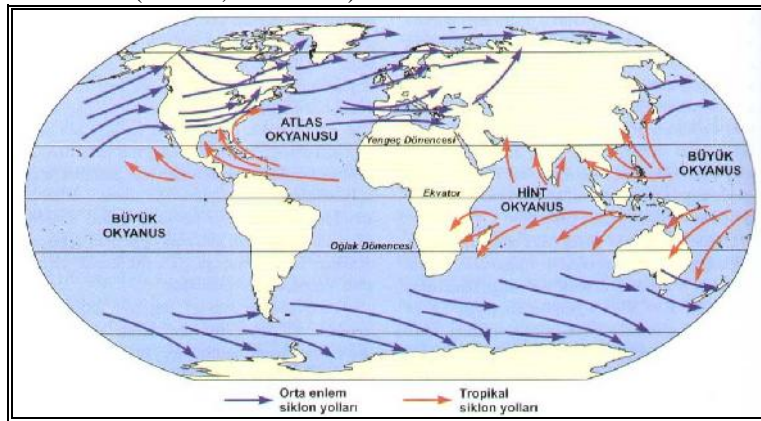 ATLAS
OKYANUSU
Yengeç Dönencesi
BÜYÜK
OKYANUS
Ekvator
HİNT
OKYANUS
BÜYÜK
OKYANUS
Oğlak Dönencesi
Orta enlem
siklon yolları
Tropikal
siklon yolları